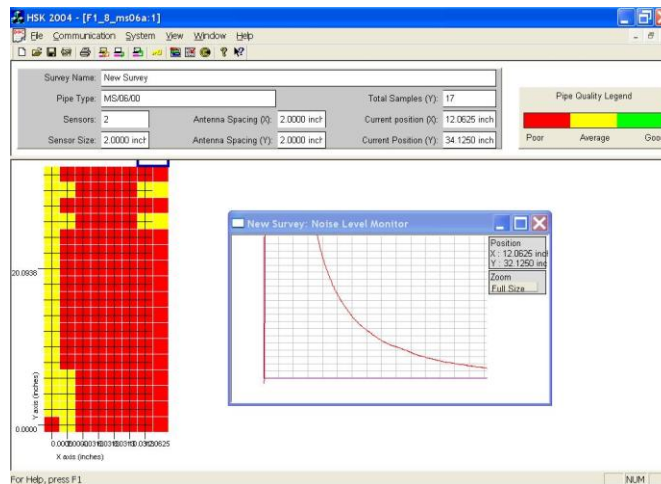 HSK 2004 - [F1_8_ms06a:1]
File Communication System View Window Help
Survey Name: New Survey
Pipe Type: MS/06/00 Total Samples (Y): 17
Sensors: 2 Antenna Spacing (X): 2.0000 inch Current position (X): 12.0625 inch
Sensor Size: 2.0000 inch Antenna Spacing (Y): 2.0000 inch Current Position (Y): 34.1250 inch
Pipe Quality Legend
Poor Average Good
New Survey: Noise Level Monitor
Position
X : 12.0625 inch
Y : 32.1250 inc
Zoom
Full Size
20.0938
Y axis (inches)
0.0000
X axis (inches)
For Help, press F1 NUM